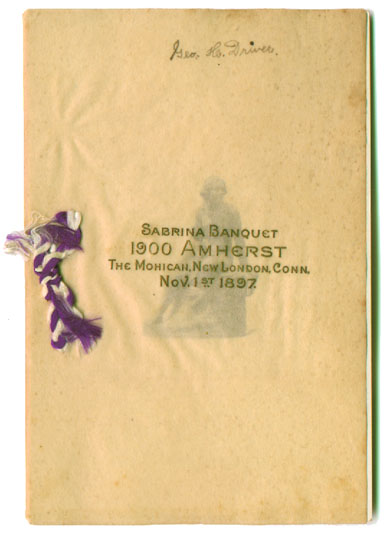 Geo. H. Driver.
SABRINA BANQUET
1900 AMHERST
THE MOHICAN, NEW LONDON, CONN.
NOV. 1ST 1897.